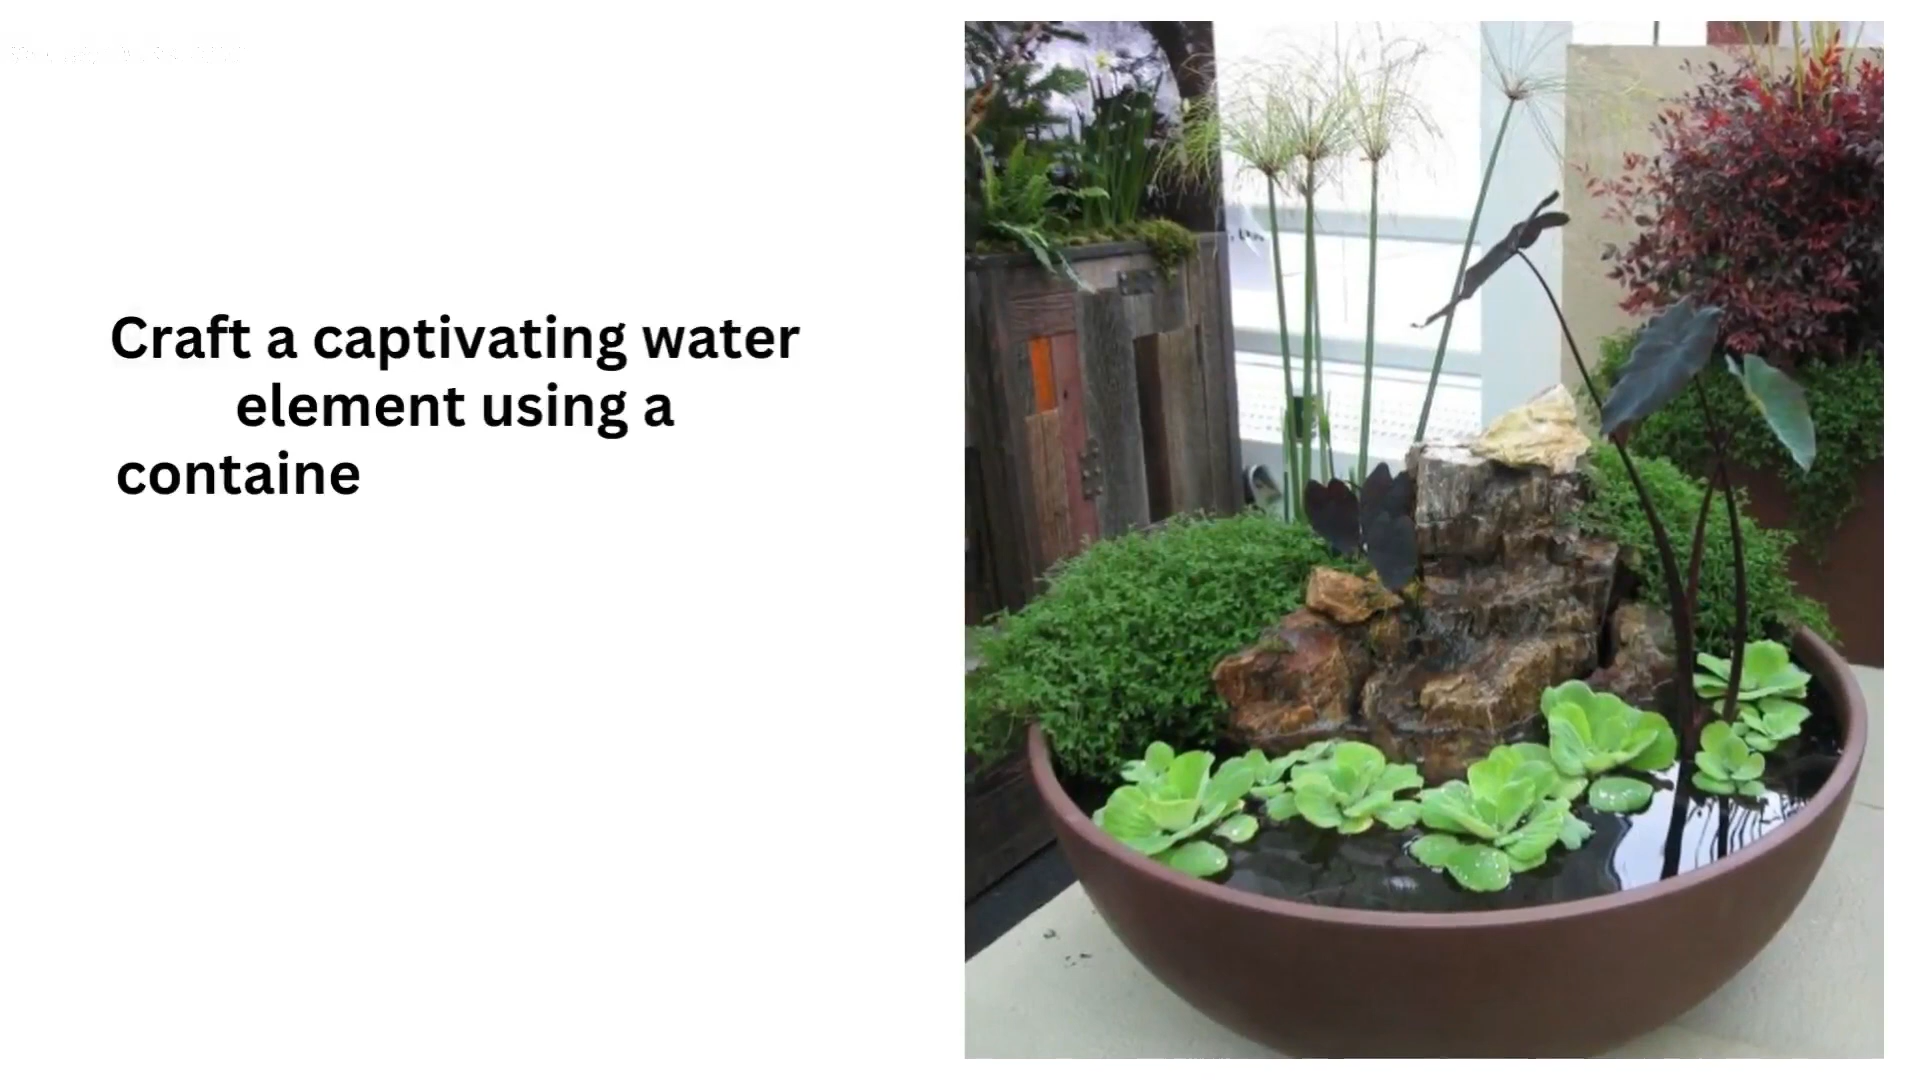 Craft a captivating water
element using a
containe